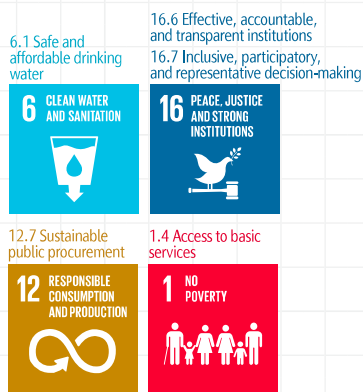 6.1 Safe and
affordable drinking
water
6 CLEAN WATER
AND SANITATION
16.6 Effective, accountable,
and transparent institutions
16.7 Inclusive, participatory,
and representative decision-making
16 PEACE, JUSTICE
AND STRONG
INSTITUTIONS
12.7 Sustainable
public procurement
12 RESPONSIBLE
CONSUMPTION
AND PRODUCTION
1.4 Access to basic
services
1 NO
POVERTY